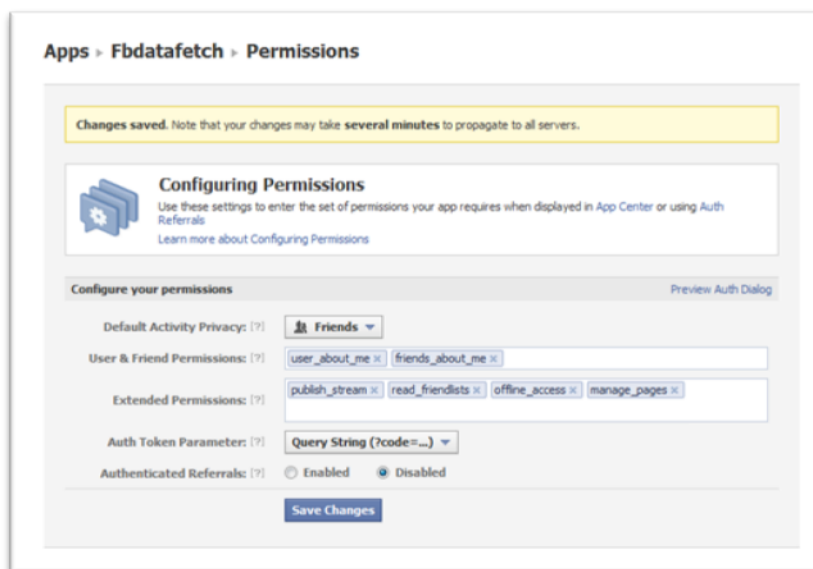 Apps ▸ Fbdatafetch ▸ Permissions
Changes saved. Note that your changes may take several minutes to propagate to all servers.
Configuring Permissions
Use these settings to enter the set of permissions your app requires when displayed in App Center or using Auth
Referrals
Learn more about Configuring Permissions
Configure your permissions Preview Auth Dialog
Default Activity Privacy: [?] Friends
User & Friend Permissions: [?] user_about_me × friends_about_me ×
Extended Permissions: [?] publish_stream × read_friendlists × offline_access × manage_pages ×
Auth Token Parameter: [?] Query String (?code=...)
Authenticated Referrals: [?] Enabled Disabled
Save Changes